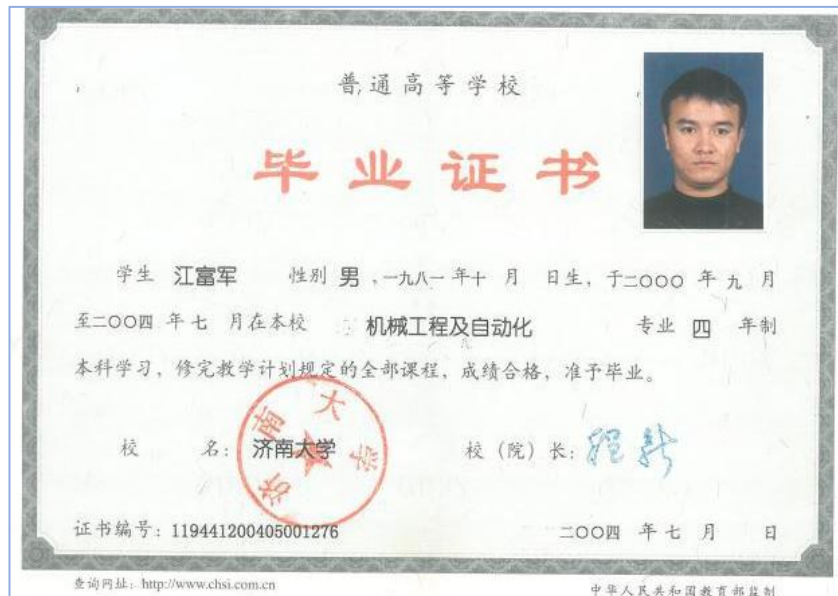 普通高等学校
毕业证书
学生 江富军 性别 男 ,一九八一 年十 月 日生, 于二〇〇〇 年 九 月
至二〇〇四 年 七 月在本校 机械工程及自动化 专业 四 年制
本科学习, 修完教学计划规定的全部课程, 成绩合格, 准予毕业。
济南大学
校 名: 济南大学 校(院)长: 程新
证书编号: 119441200405001276 二〇〇四 年 七 月 日
查询网址: http://www.chsi.com.cn 中华人民共和国教育部监制